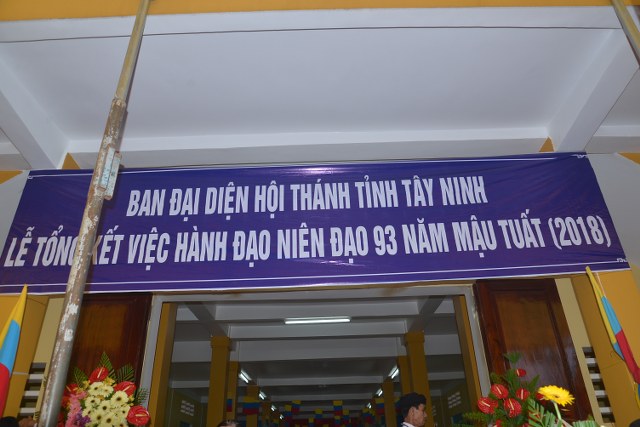 BAN ĐẠI DIỆN HỘI THÁNH TỈNH TÂY NINH
LỄ TỔNG KẾT VIỆC HÀNH ĐẠO NIÊN ĐẠO 93 NĂM MẬU TUẤT (2018)